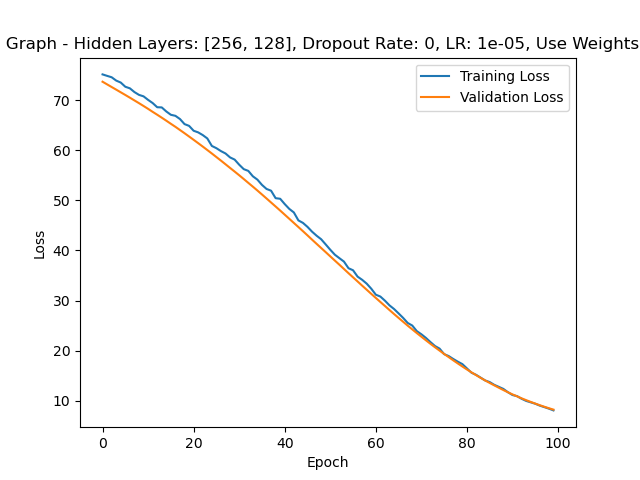 Graph - Hidden Layers: [256, 128], Dropout Rate: 0, LR: 1e-05, Use Weights
Training Loss
Validation Loss
70
60
50
40
30
20
10
Loss
0 20 40 60 80 100
Epoch